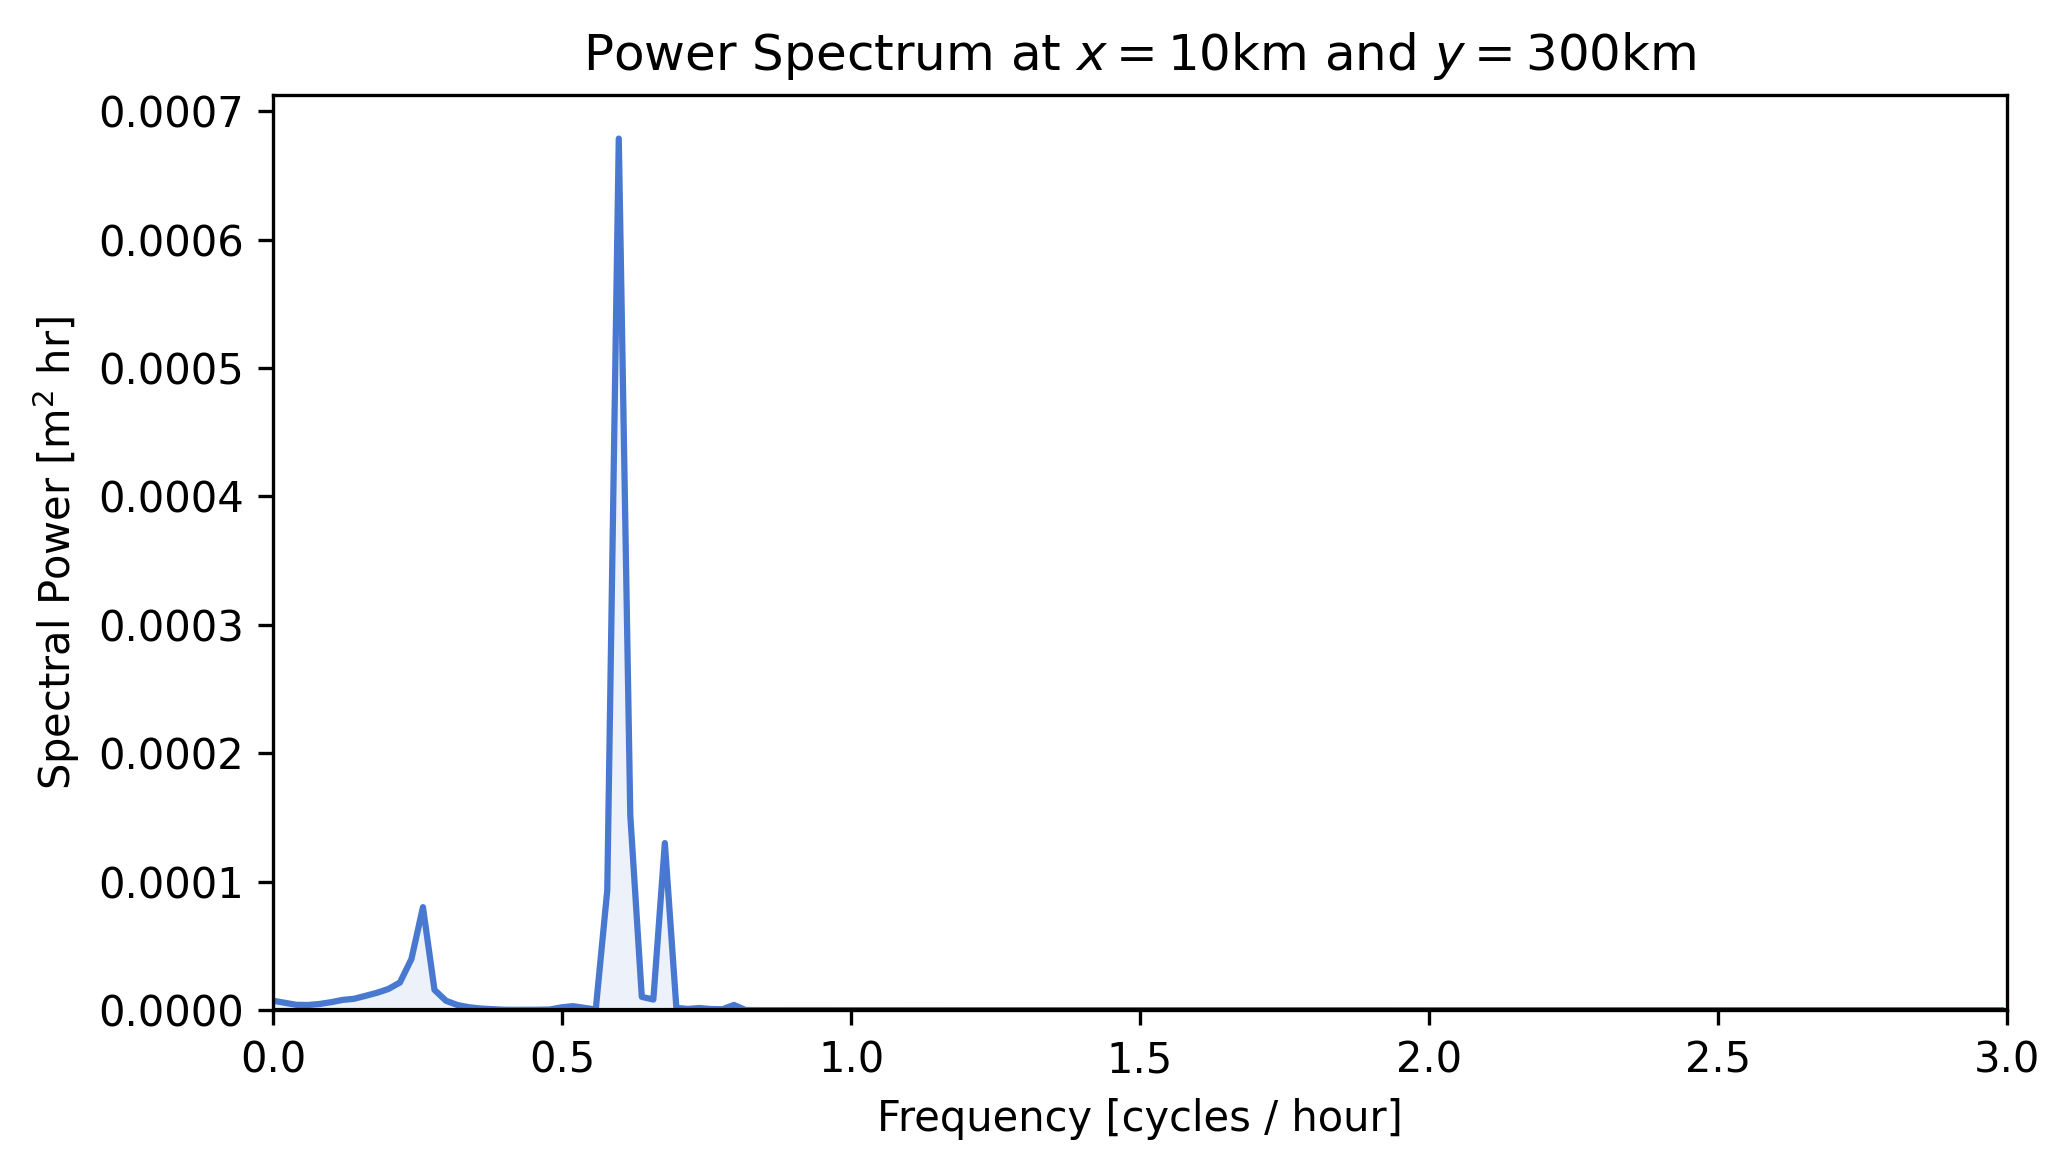 Power Spectrum at x = 10km and y = 300km
0.0007
0.0006
0.0005
0.0004
0.0003
0.0002
0.0001
0.0000
Spectral Power [m² hr]
0.0 0.5 1.0 1.5 2.0 2.5 3.0
Frequency [cycles / hour]